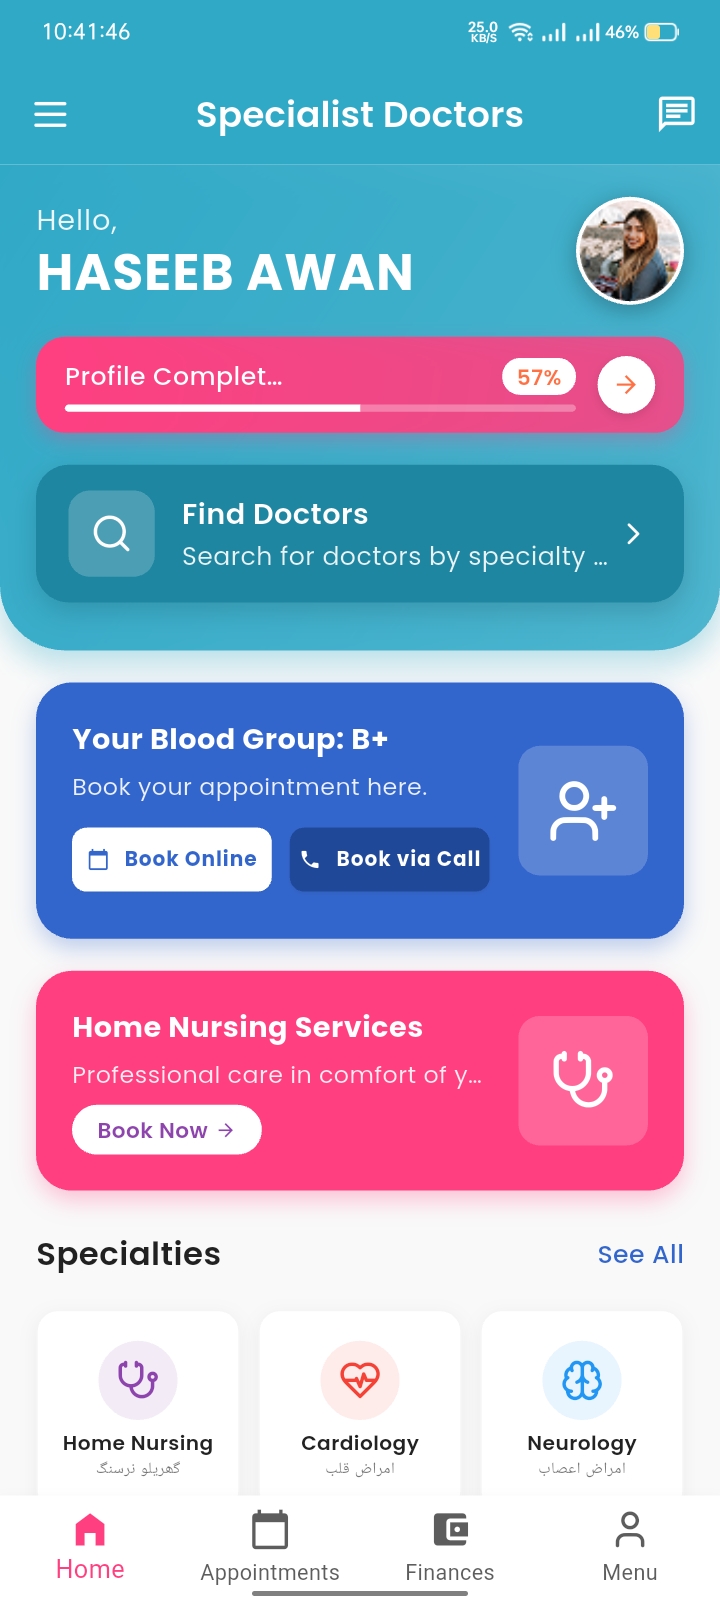 10:41:46
25.0 KB/S
46%
Specialist Doctors
Hello,
HASEEB AWAN
Profile Complet...
57%
Find Doctors
Search for doctors by specialty ...
Your Blood Group: B+
Book your appointment here.
Book Online
Book via Call
Home Nursing Services
Professional care in comfort of y...
Book Now →
Specialties
See All
Home Nursing
گھریلو نرسنگ
Cardiology
امراض قلب
Neurology
امراض اعصاب
Home
Appointments
Finances
Menu